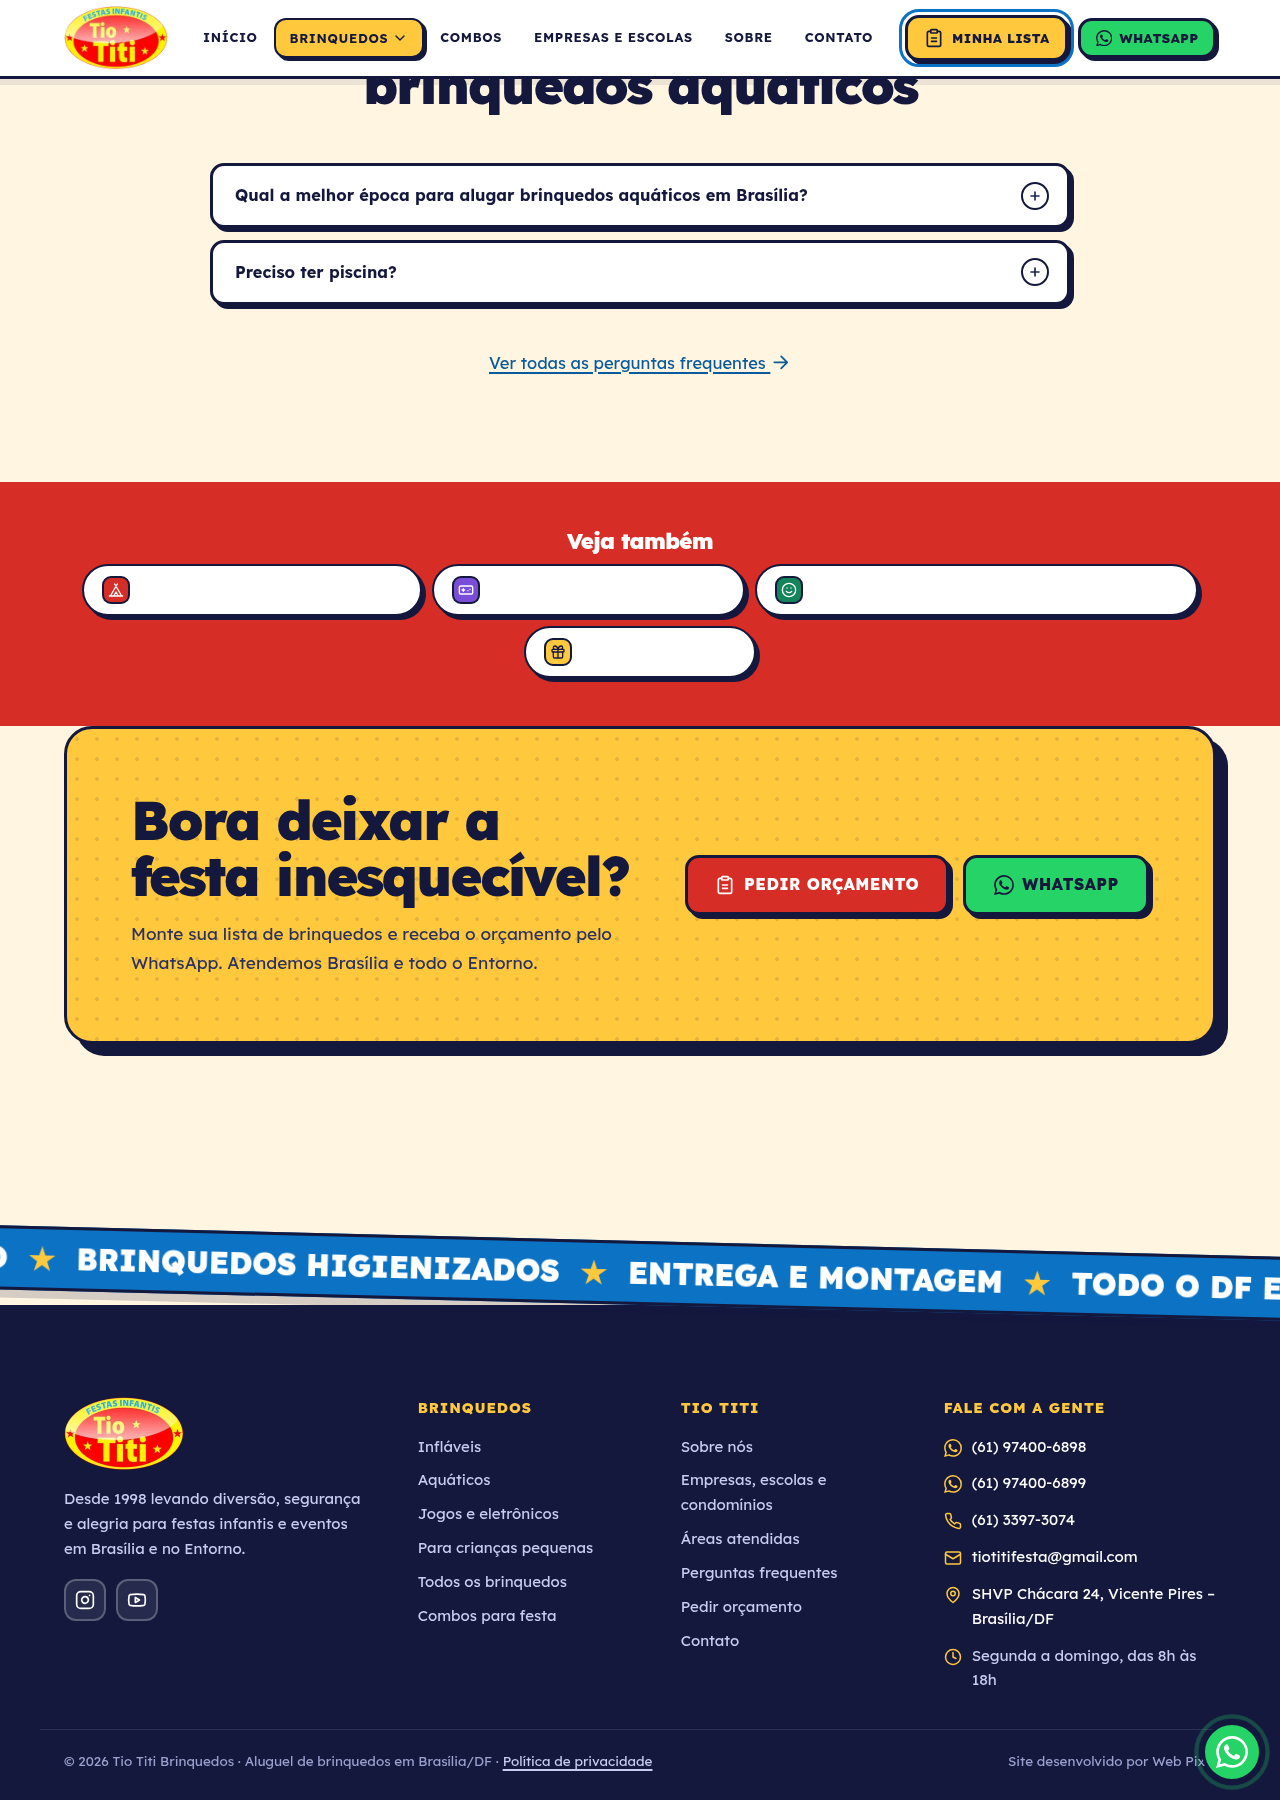 FESTAS INFANTIS
Tio
Titi
INÍCIO
BRINQUEDOS
COMBOS
EMPRESAS E ESCOLAS
SOBRE
CONTATO
MINHA LISTA
WHATSAPP
brinquedos aquáticos
Qual a melhor época para alugar brinquedos aquáticos em Brasília?
Preciso ter piscina?
Ver todas as perguntas frequentes
Veja também
Bora deixar a
festa inesquecível?
Monte sua lista de brinquedos e receba o orçamento pelo
WhatsApp. Atendemos Brasília e todo o Entorno.
PEDIR ORÇAMENTO
WHATSAPP
BRINQUEDOS HIGIENIZADOS ★ ENTREGA E MONTAGEM ★ TODO O DF E
FESTAS INFANTIS
Tio
Titi
Desde 1998 levando diversão, segurança
e alegria para festas infantis e eventos
em Brasília e no Entorno.
BRINQUEDOS
Infláveis
Aquáticos
Jogos e eletrônicos
Para crianças pequenas
Todos os brinquedos
Combos para festa
TIO TITI
Sobre nós
Empresas, escolas e
condomínios
Áreas atendidas
Perguntas frequentes
Pedir orçamento
Contato
FALE COM A GENTE
(61) 97400-6898
(61) 97400-6899
(61) 3397-3074
tiotitifesta@gmail.com
SHVP Chácara 24, Vicente Pires –
Brasília/DF
Segunda a domingo, das 8h às
18h
© 2026 Tio Titi Brinquedos · Aluguel de brinquedos em Brasília/DF · Política de privacidade
Site desenvolvido por Web Pix